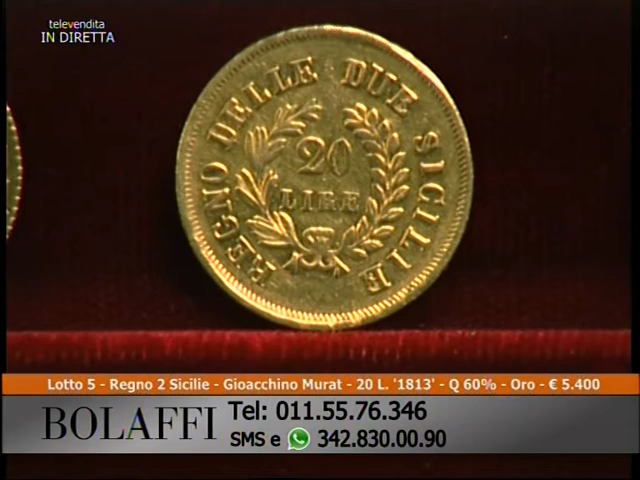 televendita
IN DIRETTA
REGNO DELLE DUE SICILIE
20
LIRE
Lotto 5 - Regno 2 Sicilie - Gioacchino Murat - 20 L. '1813' - Q 60% - Oro - € 5.400
BOLAFFI
Tel: 011.55.76.346
SMS e 342.830.00.90